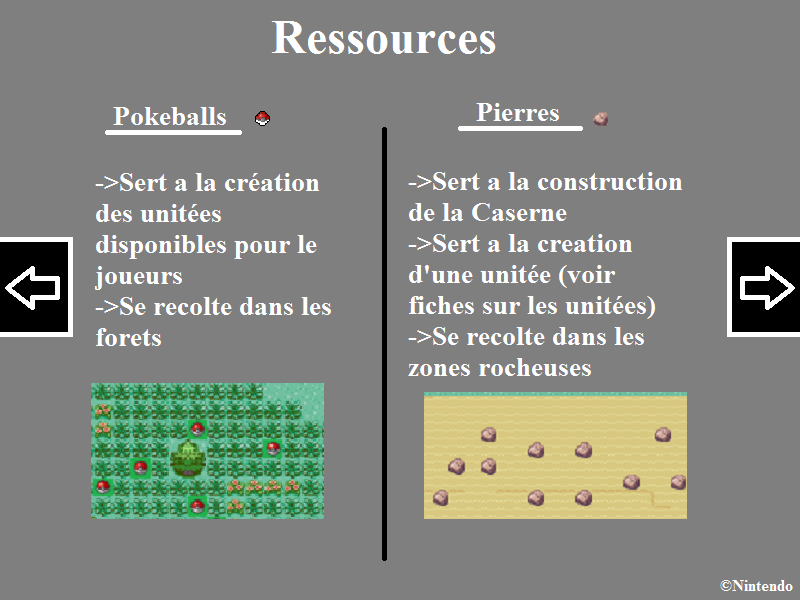 Ressources
Pokeballs
->Sert a la création
des unitées
disponibles pour le
joueurs
->Se recolte dans les
forets
Pierres
->Sert a la construction
de la Caserne
->Sert a la creation
d'une unitée (voir
fiches sur les unitées)
->Se recolte dans les
zones rocheuses
©Nintendo